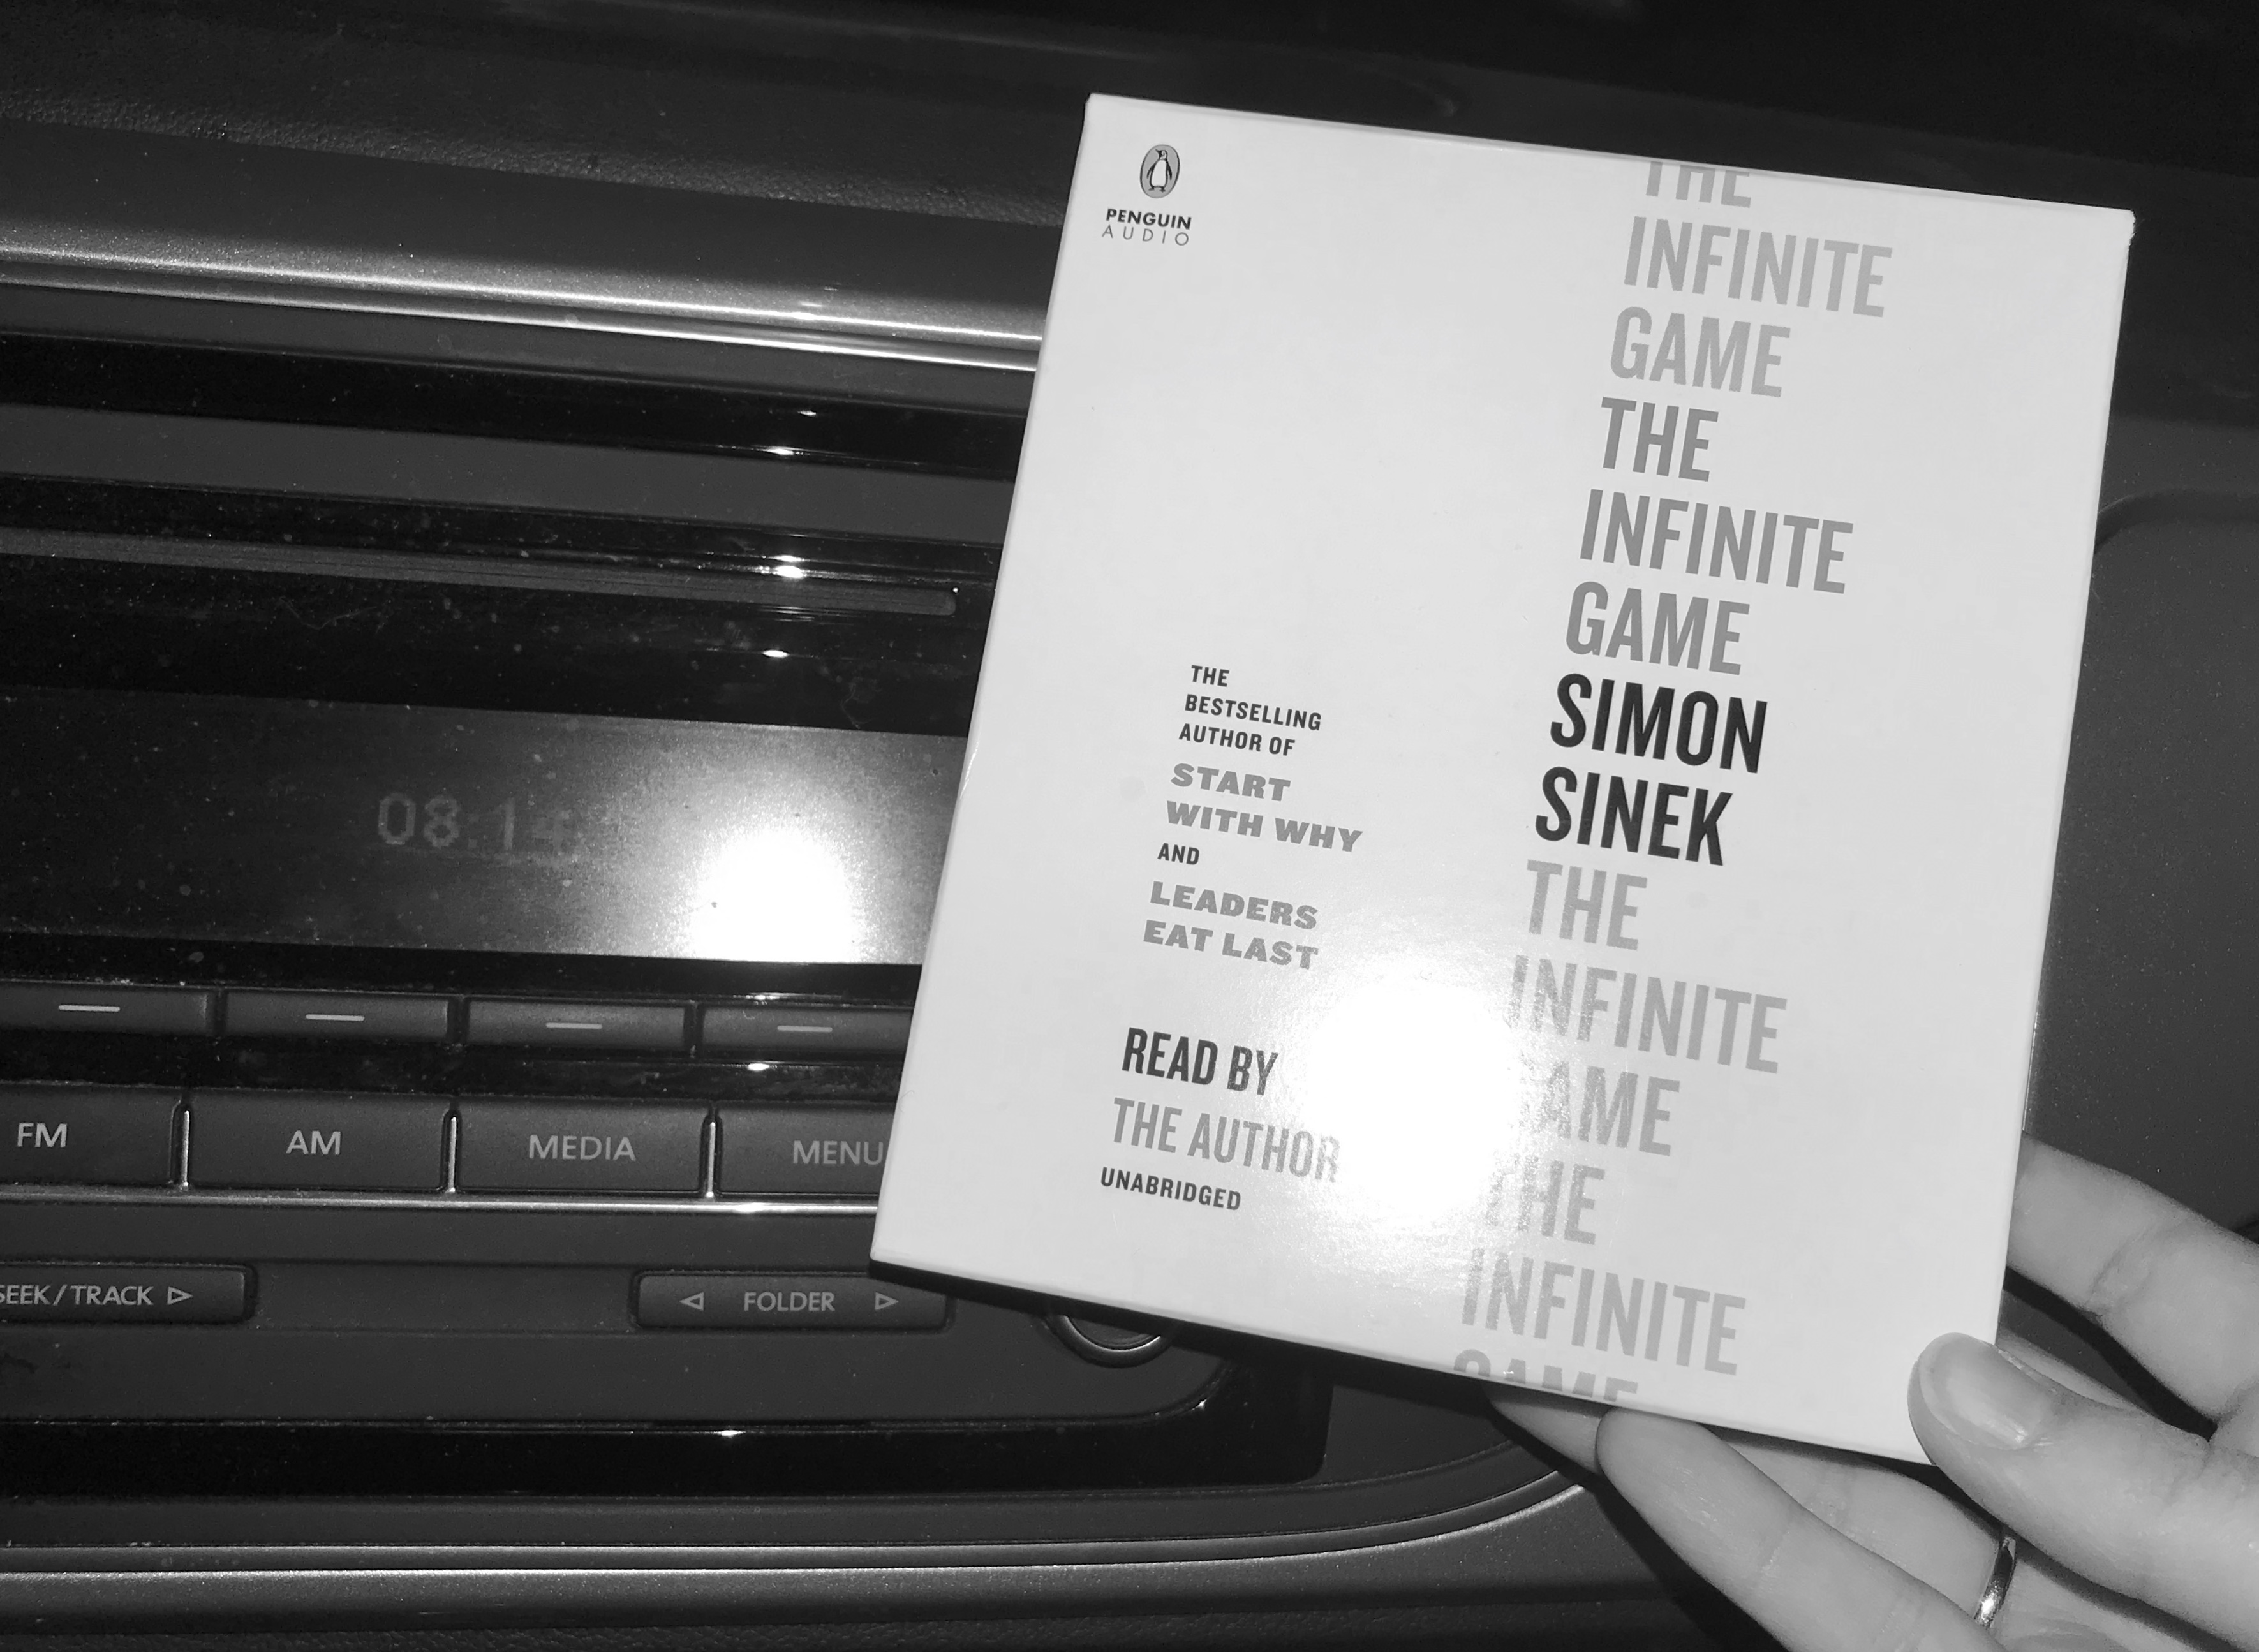 PENGUIN
AUDIO
THE
INFINITE
GAME
THE
INFINITE
GAME
SIMON
SINEK
THE
INFINITE
GAME
THE
INFINITE
GAME
THE
BESTSELLING
AUTHOR OF
START
WITH WHY
AND
LEADERS
EAT LAST
READ BY
THE AUTHOR
UNABRIDGED
08:14
FM
AM
MEDIA
MENU
SEEK/TRACK
FOLDER